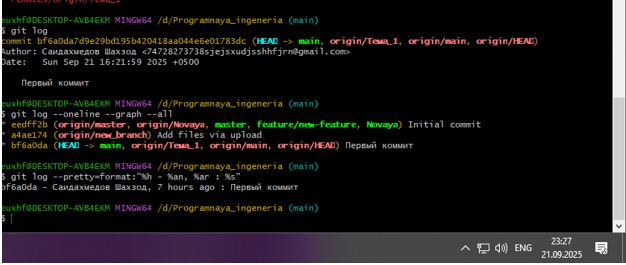 remotes/origin/Tewa_1
euxhf@DESKTOP-AVB4EKM MINGW64 /d/Programnaya_ingeneria (main)
$ git log
commit bf6a0da7d9e29bd195b420418aa044e6e01783dc (HEAD -> main, origin/Tewa_1, origin/main, origin/HEAD)
Author: Саидахмедов Шахзод <74728273738sjejsxudjsshhfjrn@gmail.com>
Date: Sun Sep 21 16:21:59 2025 +0500
Первый коммит
euxhf@DESKTOP-AVB4EKM MINGW64 /d/Programnaya_ingeneria (main)
$ git log --oneline --graph --all
* eedff2b (origin/master, origin/Novaya, master, feature/new-feature, Novaya) Initial commit
* a4ae174 (origin/new_branch) Add files via upload
* bf6a0da (HEAD -> main, origin/Tewa_1, origin/main, origin/HEAD) Первый коммит
euxhf@DESKTOP-AVB4EKM MINGW64 /d/Programnaya_ingeneria (main)
$ git log --pretty=format:"%h - %an, %ar : %s"
bf6a0da - Саидахмедов Шахзод, 7 hours ago : Первый коммит
euxhf@DESKTOP-AVB4EKM MINGW64 /d/Programnaya_ingeneria (main)
$
ENG
23:27
21.09.2025